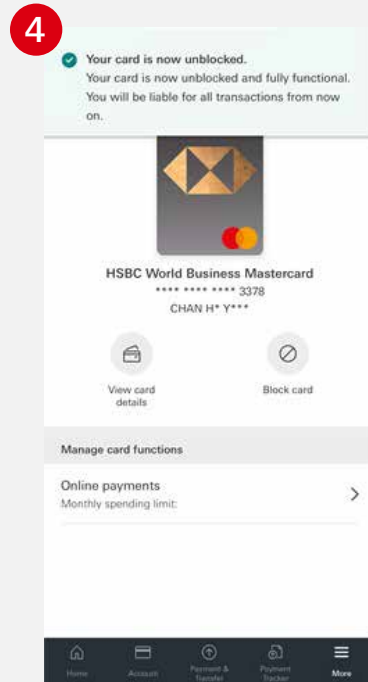 4
Your card is now unblocked.
Your card is now unblocked and fully functional.
You will be liable for all transactions from now
on.
HSBC World Business Mastercard
**** **** **** 3378
CHAN H* Y***
View card
details
Block card
Manage card functions
Online payments
Monthly spending limit:
Home
Account
Payment &
Transfer
Payment
Tracker
More